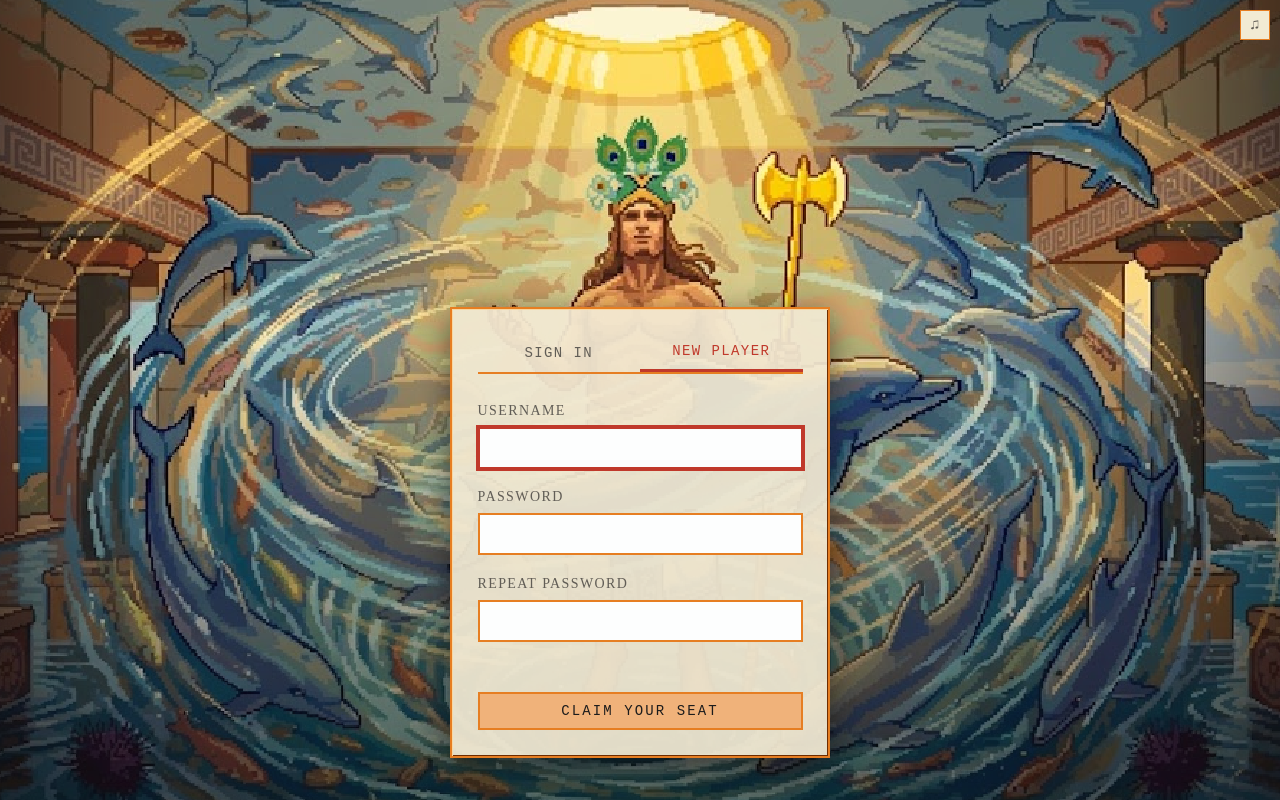 ♫
SIGN IN
NEW PLAYER
USERNAME
PASSWORD
REPEAT PASSWORD
CLAIM YOUR SEAT